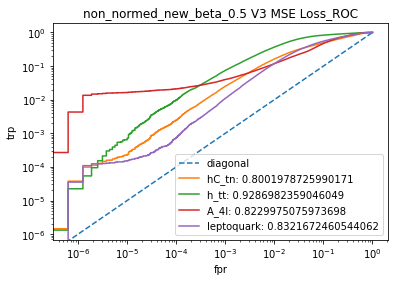 non_normed_new_beta_0.5 V3 MSE Loss_ROC
10⁰
10⁻¹
10⁻²
10⁻³
10⁻⁴
10⁻⁵
10⁻⁶
trp
diagonal
hC_tn: 0.8001978725990171
h_tt: 0.9286982359046049
A_4l: 0.8229975075973698
leptoquark: 0.8321672460544062
10⁻⁶ 10⁻⁵ 10⁻⁴ 10⁻³ 10⁻² 10⁻¹ 10⁰
fpr